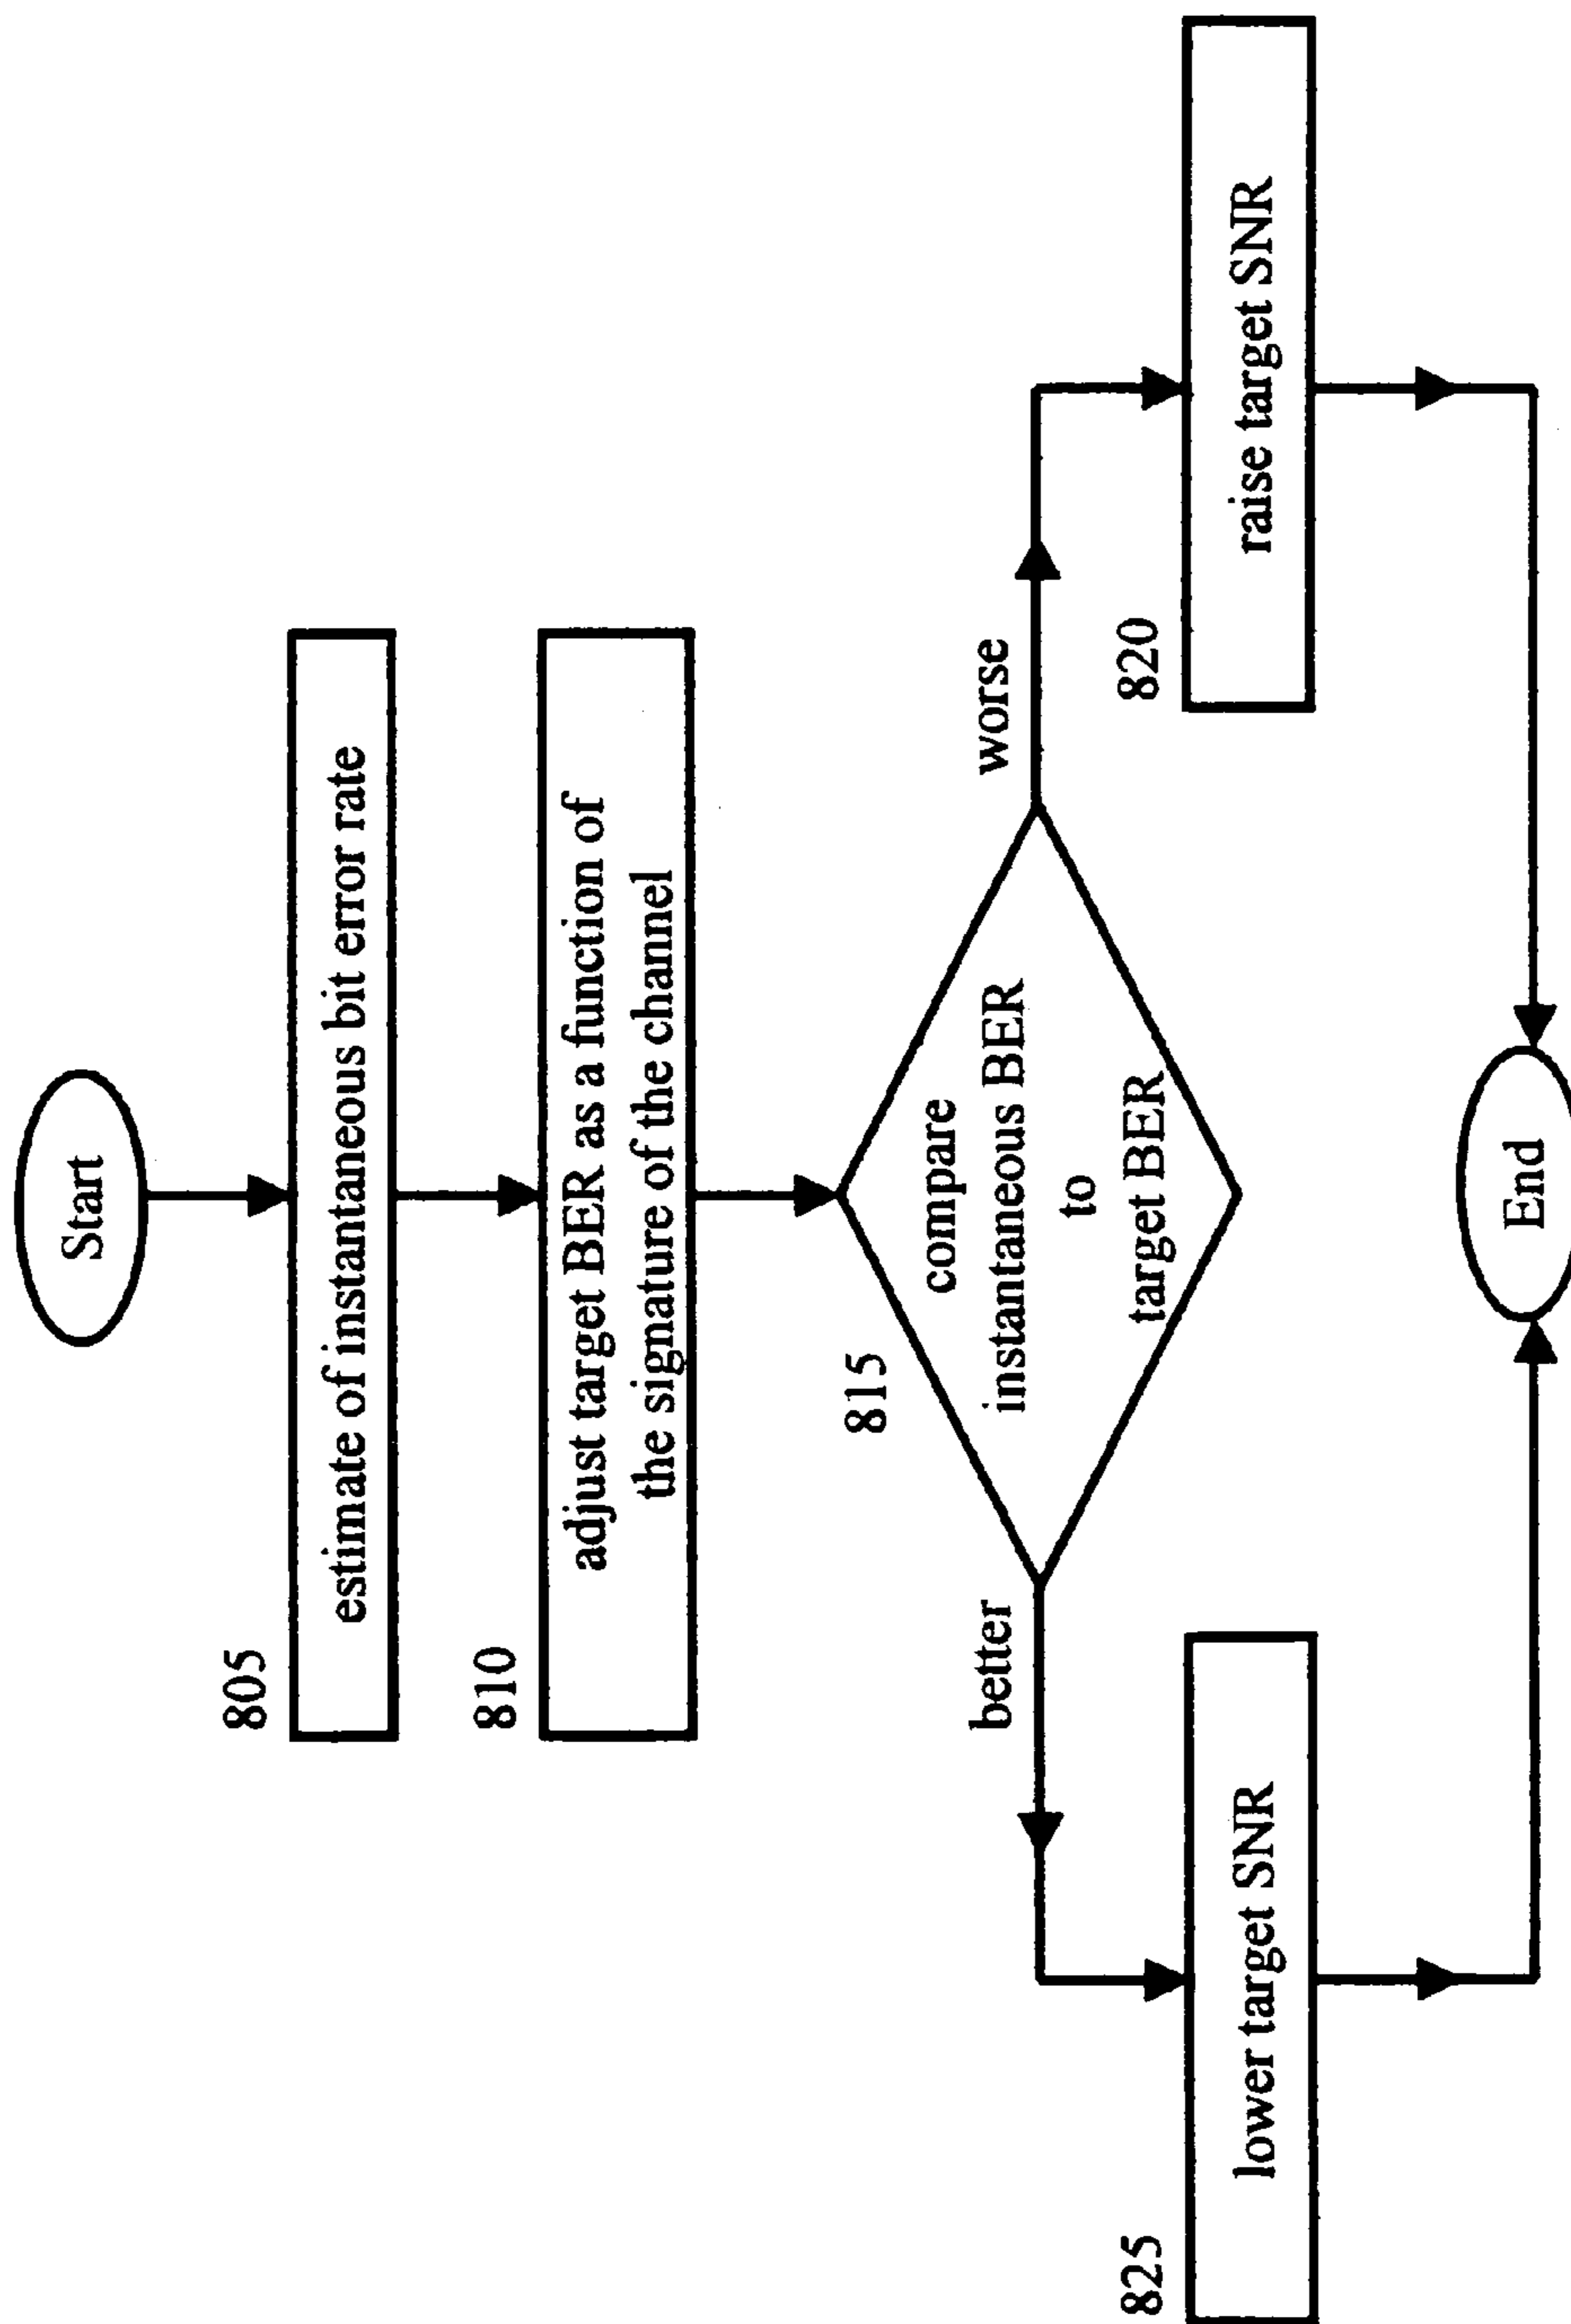 Start
805
estimate of instantaneous bit error rate
810
adjust target BER as a function of
the signature of the channel
815
compare
instantaneous BER
to
target BER
better
worse
825
lower target SNR
820
raise target SNR
End